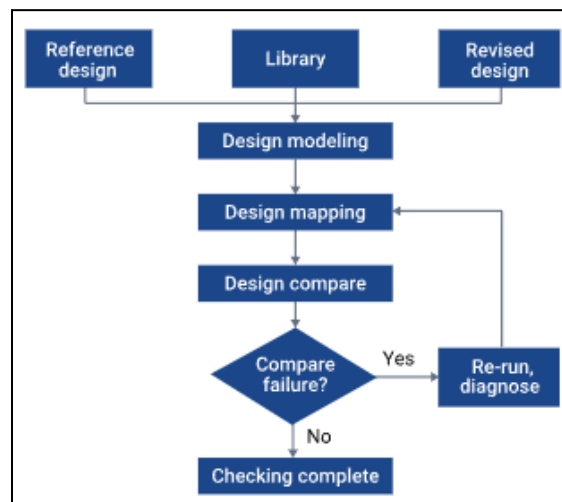 Reference
design
Library
Revised
design
Design modeling
Design mapping
Design compare
Compare
failure?
Yes
Re-run,
diagnose
No
Checking complete